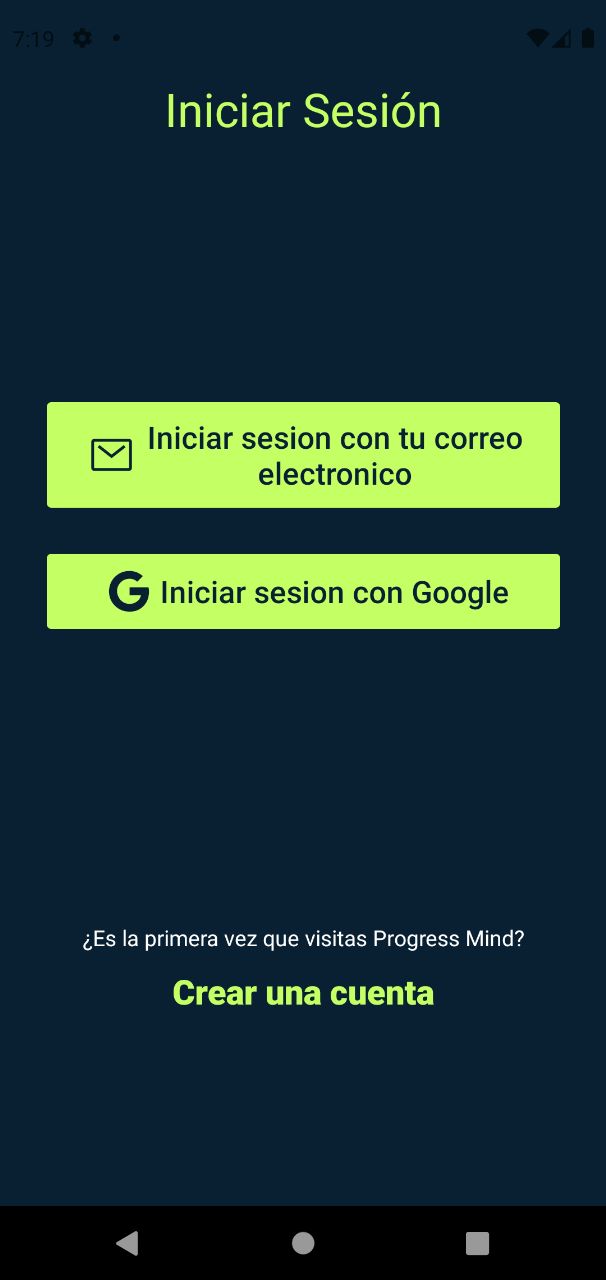 7:19
Iniciar Sesión
Iniciar sesion con tu correo
electronico
Iniciar sesion con Google
¿Es la primera vez que visitas Progress Mind?
Crear una cuenta